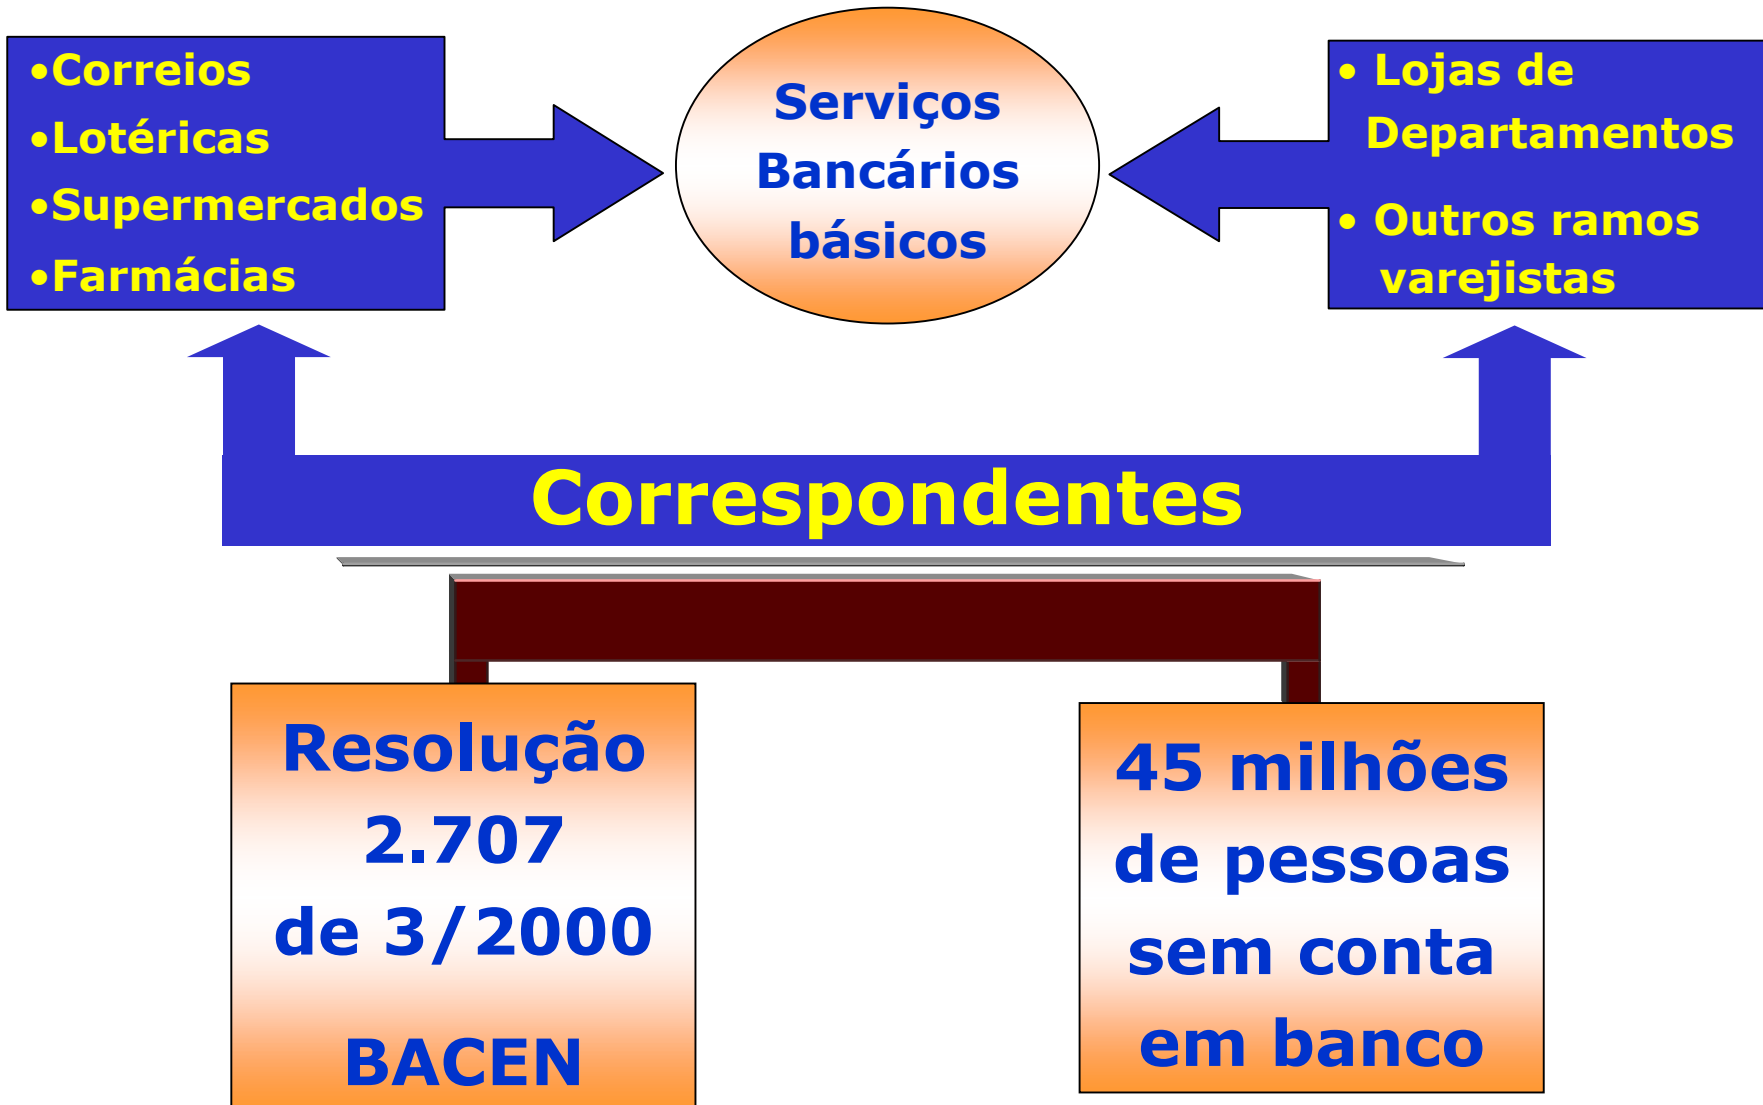 •Correios
•Lotéricas
•Supermercados
•Farmácias
Serviços
Bancários
básicos
• Lojas de
Departamentos
• Outros ramos
varejistas
Correspondentes
Resolução
2.707
de 3/2000
BACEN
45 milhões
de pessoas
sem conta
em banco